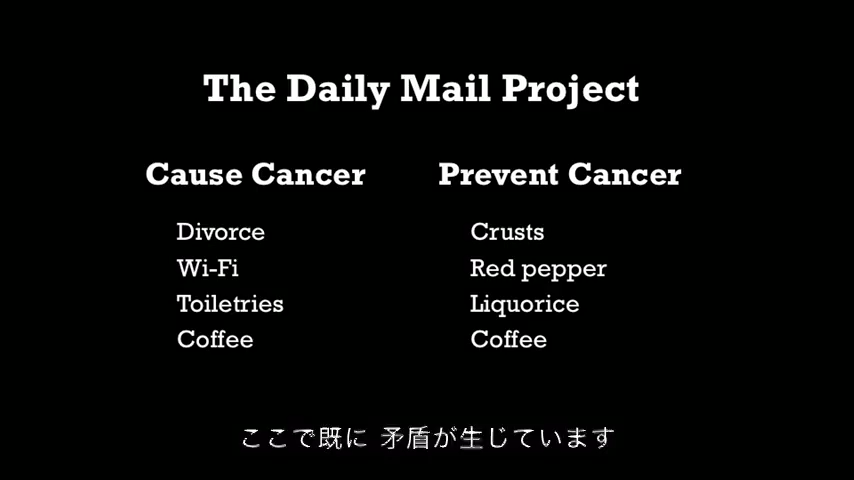 The Daily Mail Project
Cause Cancer
Divorce
Wi-Fi
Toiletries
Coffee
Prevent Cancer
Crusts
Red pepper
Liquorice
Coffee
ここで既に 矛盾が生じています